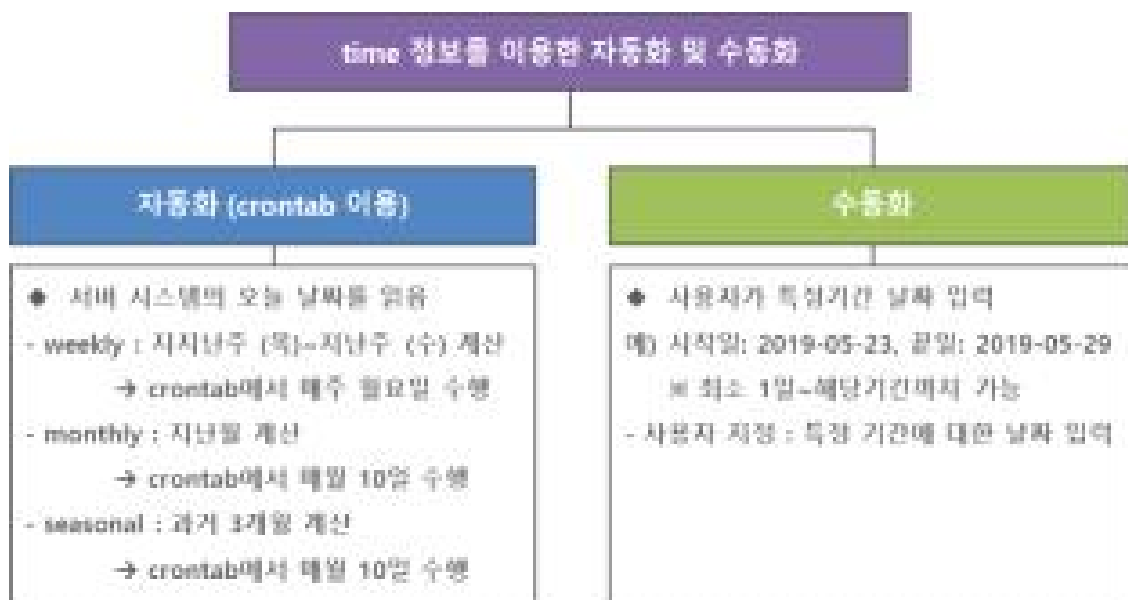 time 정보를 이용한 자동화 및 수동화
자동화 (crontab 이용)
◆ 서버 시스템의 오늘 날짜를 읽음
- weekly : 지지난주 (목)~지난주 (수) 계산
→ crontab에서 매주 월요일 수행
- monthly : 지난월 계산
→ crontab에서 매월 10일 수행
- seasonal : 과거 3개월 계산
→ crontab에서 매월 10일 수행
수동화
◆ 사용자가 특정기간 날짜 입력
예) 시작일: 2019-05-23, 끝일: 2019-05-29
※ 최소 1일~해당기간까지 가능
- 사용자 지정 : 특정 기간에 대한 날짜 입력